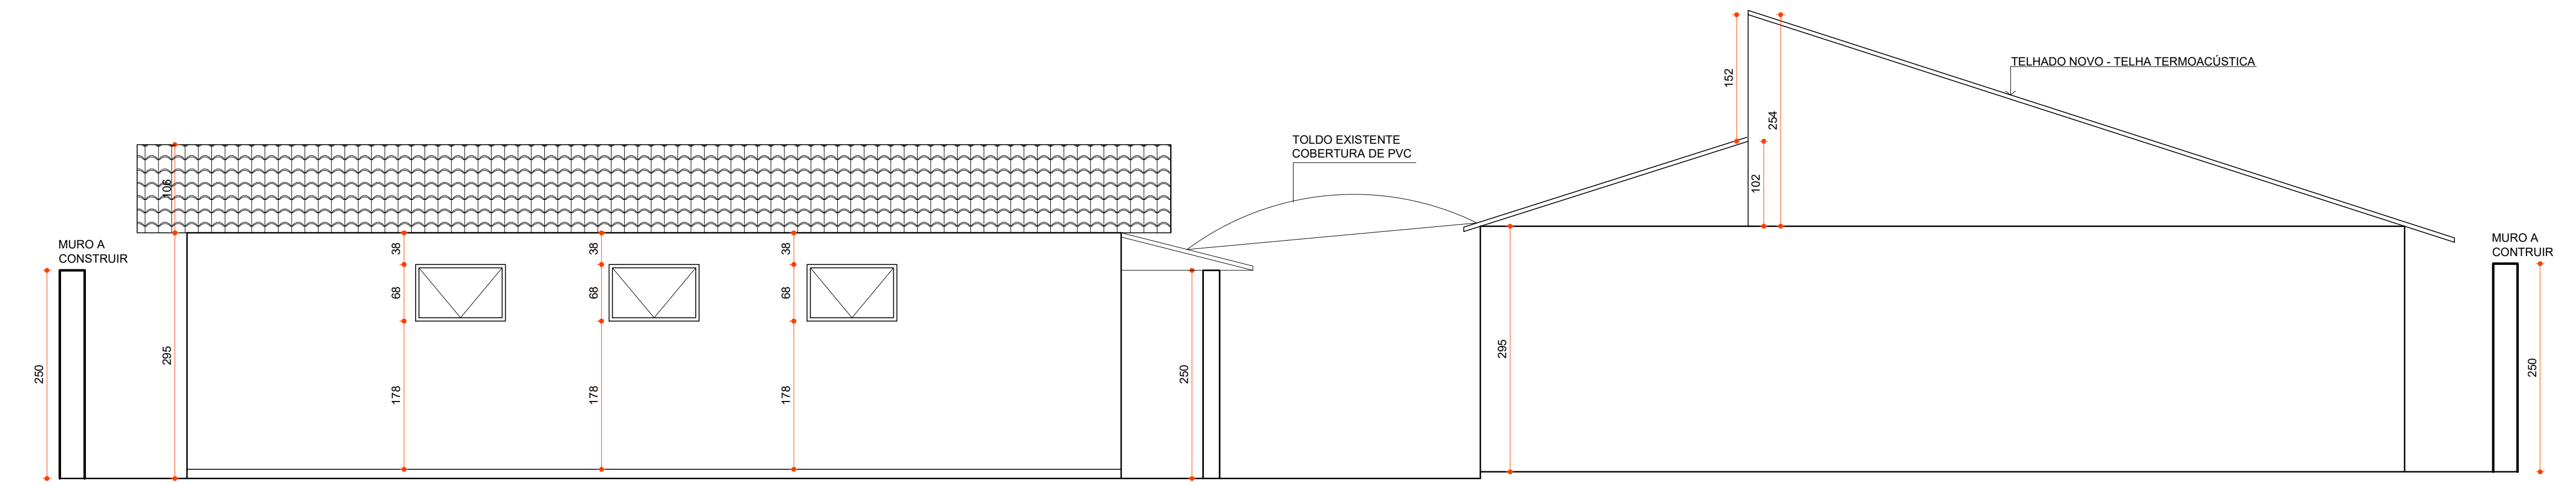 152
254
TELHADO NOVO - TELHA TERMOACÚSTICA
TOLDO EXISTENTE
COBERTURA DE PVC
106
102
MURO A
CONSTRUIR
38
38
38
MURO A
CONTRUIR
68
68
68
250
295
178
178
178
250
295
250